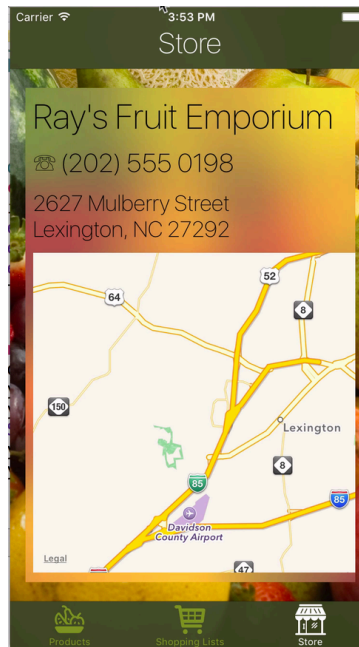 Carrier 3:53 PM
Store
Ray's Fruit Emporium
☏ (202) 555 0198
2627 Mulberry Street
Lexington, NC 27292
52
64
8
150
Lexington
8
85
85
Davidson
County Airport
Legal
47
Products Shopping Lists Store